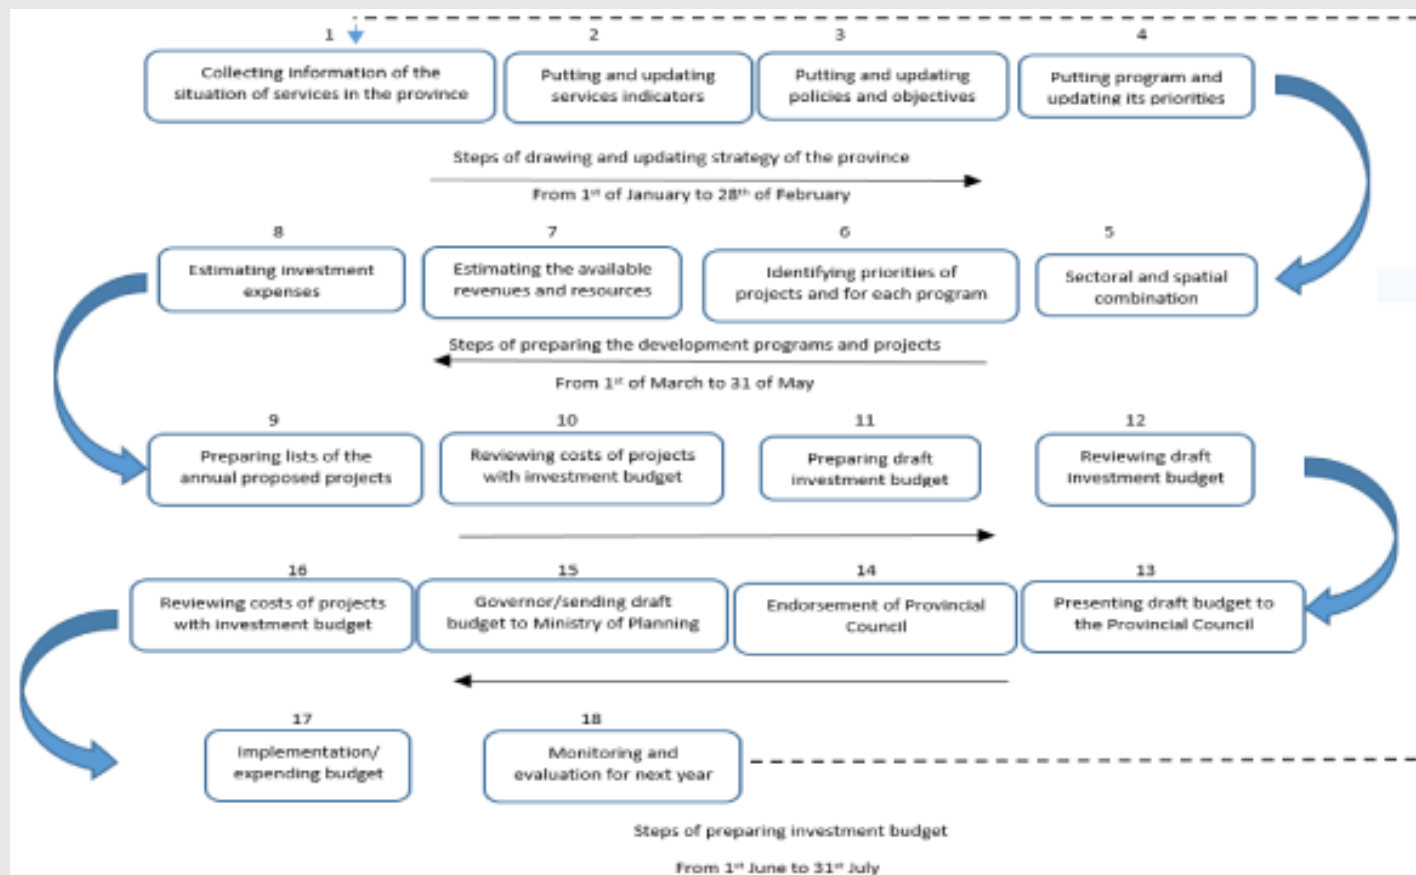 1
2
3
4
Collecting information of the
situation of services in the province
Putting and updating
services indicators
Putting and updating
policies and objectives
Putting program and
updating its priorities
Steps of drawing and updating strategy of the province
From 1st of January to 28th of February
8
7
6
5
Estimating investment
expenses
Estimating the available
revenues and resources
Identifying priorities of
projects and for each program
Sectoral and spatial
combination
Steps of preparing the development programs and projects
From 1st of March to 31 of May
9
10
11
12
Preparing lists of the
annual proposed projects
Reviewing costs of projects
with investment budget
Preparing draft
investment budget
Reviewing draft
investment budget
16
15
14
13
Reviewing costs of projects
with investment budget
Governor/sending draft
budget to Ministry of Planning
Endorsement of Provincial
Council
Presenting draft budget to
the Provincial Council
17
18
Implementation/
expending budget
Monitoring and
evaluation for next year
Steps of preparing investment budget
From 1st June to 31st July